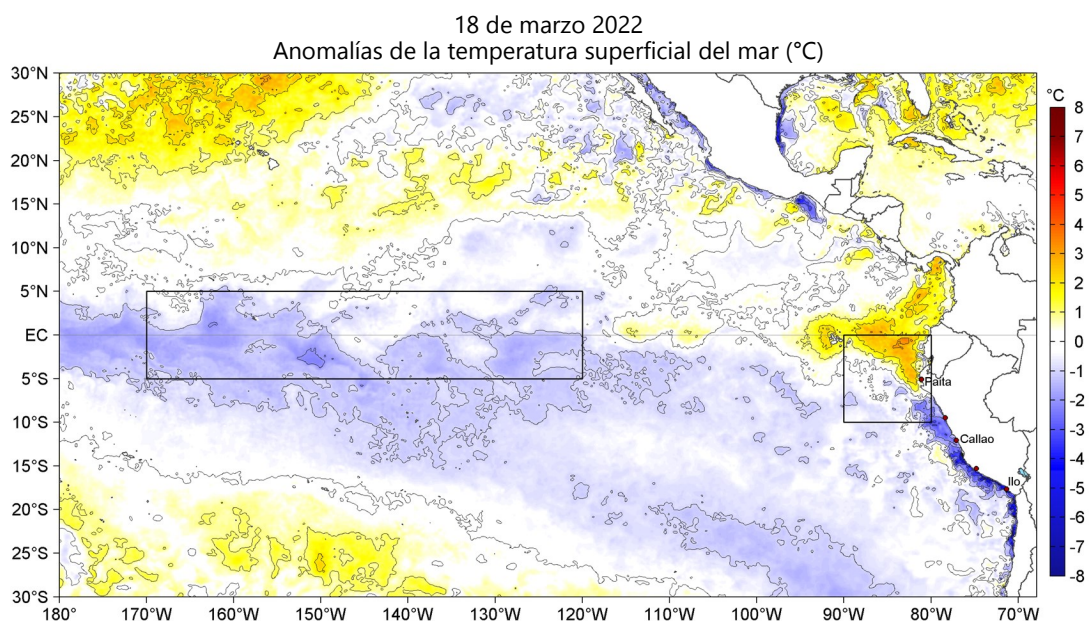 18 de marzo 2022
Anomalías de la temperatura superficial del mar (°C)
30°N
25°N
20°N
15°N
10°N
5°N
EC
5°S
10°S
15°S
20°S
25°S
30°S
180
170°W
160°W
150°W
140°W
130°W
120°W
110°W
100°W
90°W
80°W
70°W
Paita
Callao
Ilo
°C
8
7
6
5
4
3
2
1
0
-1
-2
-3
-4
-5
-6
-7
-8